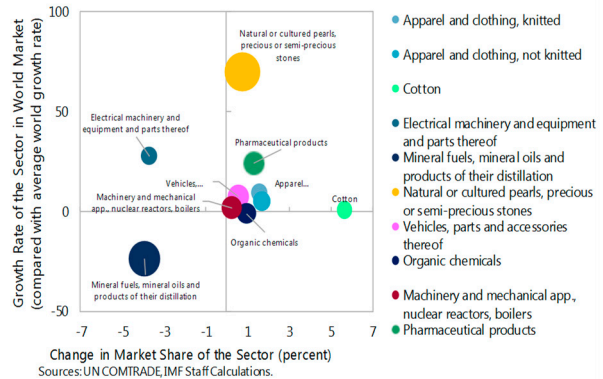 Growth Rate of the Sector in World Market
(compared with average world growth rate)
100
50
0
-50
Natural or cultured pearls,
precious or semi-precious
stones
Electrical machinery and
equipment and parts thereof
Pharmaceutical products
Vehicles,...
Apparel...
Machinery and mechanical
app., nuclear reactors, boilers
Cotton
Organic chemicals
Mineral fuels, mineral oils and
products of their distillation
-7 -5 -3 -1 1 3 5 7
Change in Market Share of the Sector (percent)
Sources: UN COMTRADE, IMF Staff Calculations.
Apparel and clothing, knitted
Apparel and clothing, not knitted
Cotton
Electrical machinery and equipment
and parts thereof
Mineral fuels, mineral oils and
products of their distillation
Natural or cultured pearls, precious
or semi-precious stones
Vehicles, parts and accessories
thereof
Organic chemicals
Machinery and mechanical app.,
nuclear reactors, boilers
Pharmaceutical products